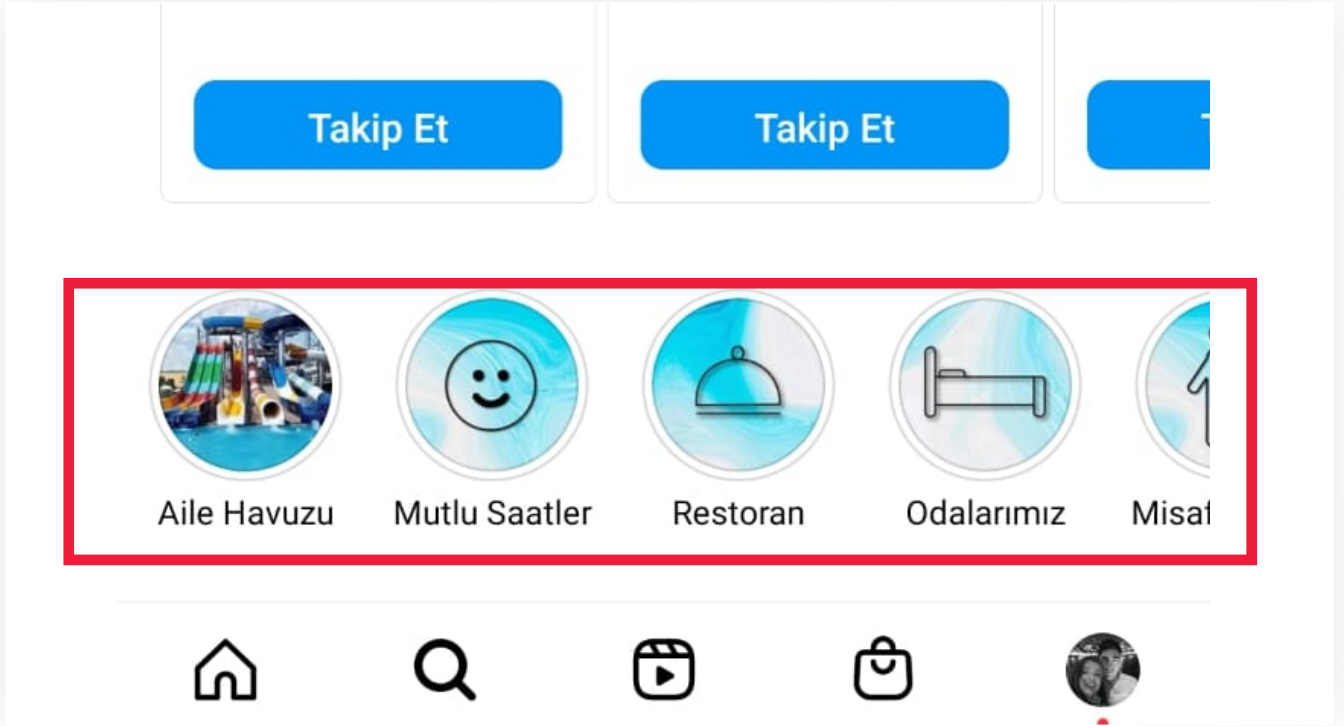 Takip Et
Takip Et
Aile Havuzu
Mutlu Saatler
Restoran
Odalarımız